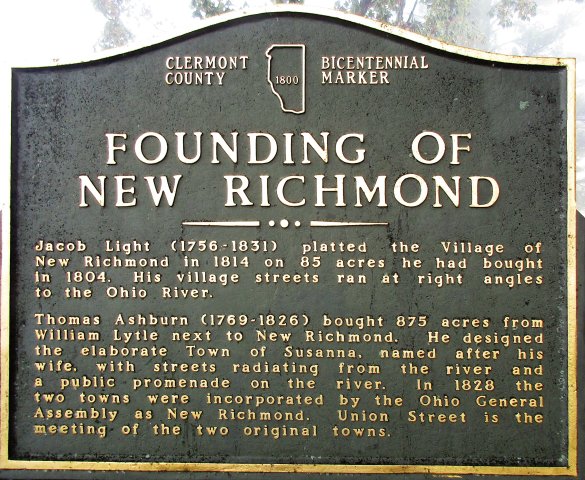 CLERMONT COUNTY
1800
BICENTENNIAL MARKER
FOUNDING OF
NEW RICHMOND
Jacob Light (1756-1831) platted the Village of
New Richmond in 1814 on 85 acres he had bought
in 1804. His village streets ran at right angles
to the Ohio River.
Thomas Ashburn (1769-1826) bought 875 acres from
William Lytle next to New Richmond. He designed
the elaborate Town of Susanna, named after his
wife, with streets radiating from the river and
a public promenade on the river. In 1828 the
two towns were incorporated by the Ohio General
Assembly as New Richmond. Union Street is the
meeting of the two original towns.